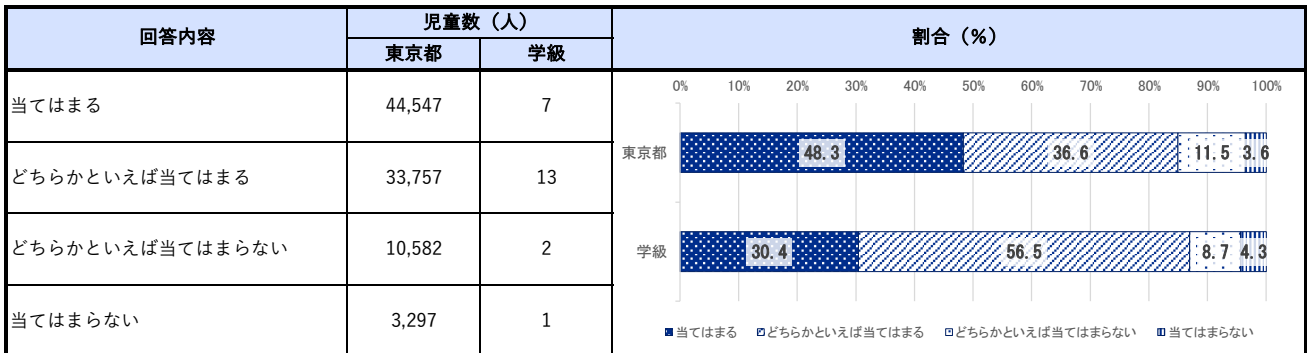 回答内容 児童数（人） 割合（％）
東京都 学級
当てはまる 44,547 7
どちらかといえば当てはまる 33,757 13
どちらかといえば当てはまらない 10,582 2
当てはまらない 3,297 1
0% 10% 20% 30% 40% 50% 60% 70% 80% 90% 100%
東京都 48.3 36.6 11.5 3.6
学級 30.4 56.5 8.7 4.3
当てはまる どちらかといえば当てはまる どちらかといえば当てはまらない 当てはまらない